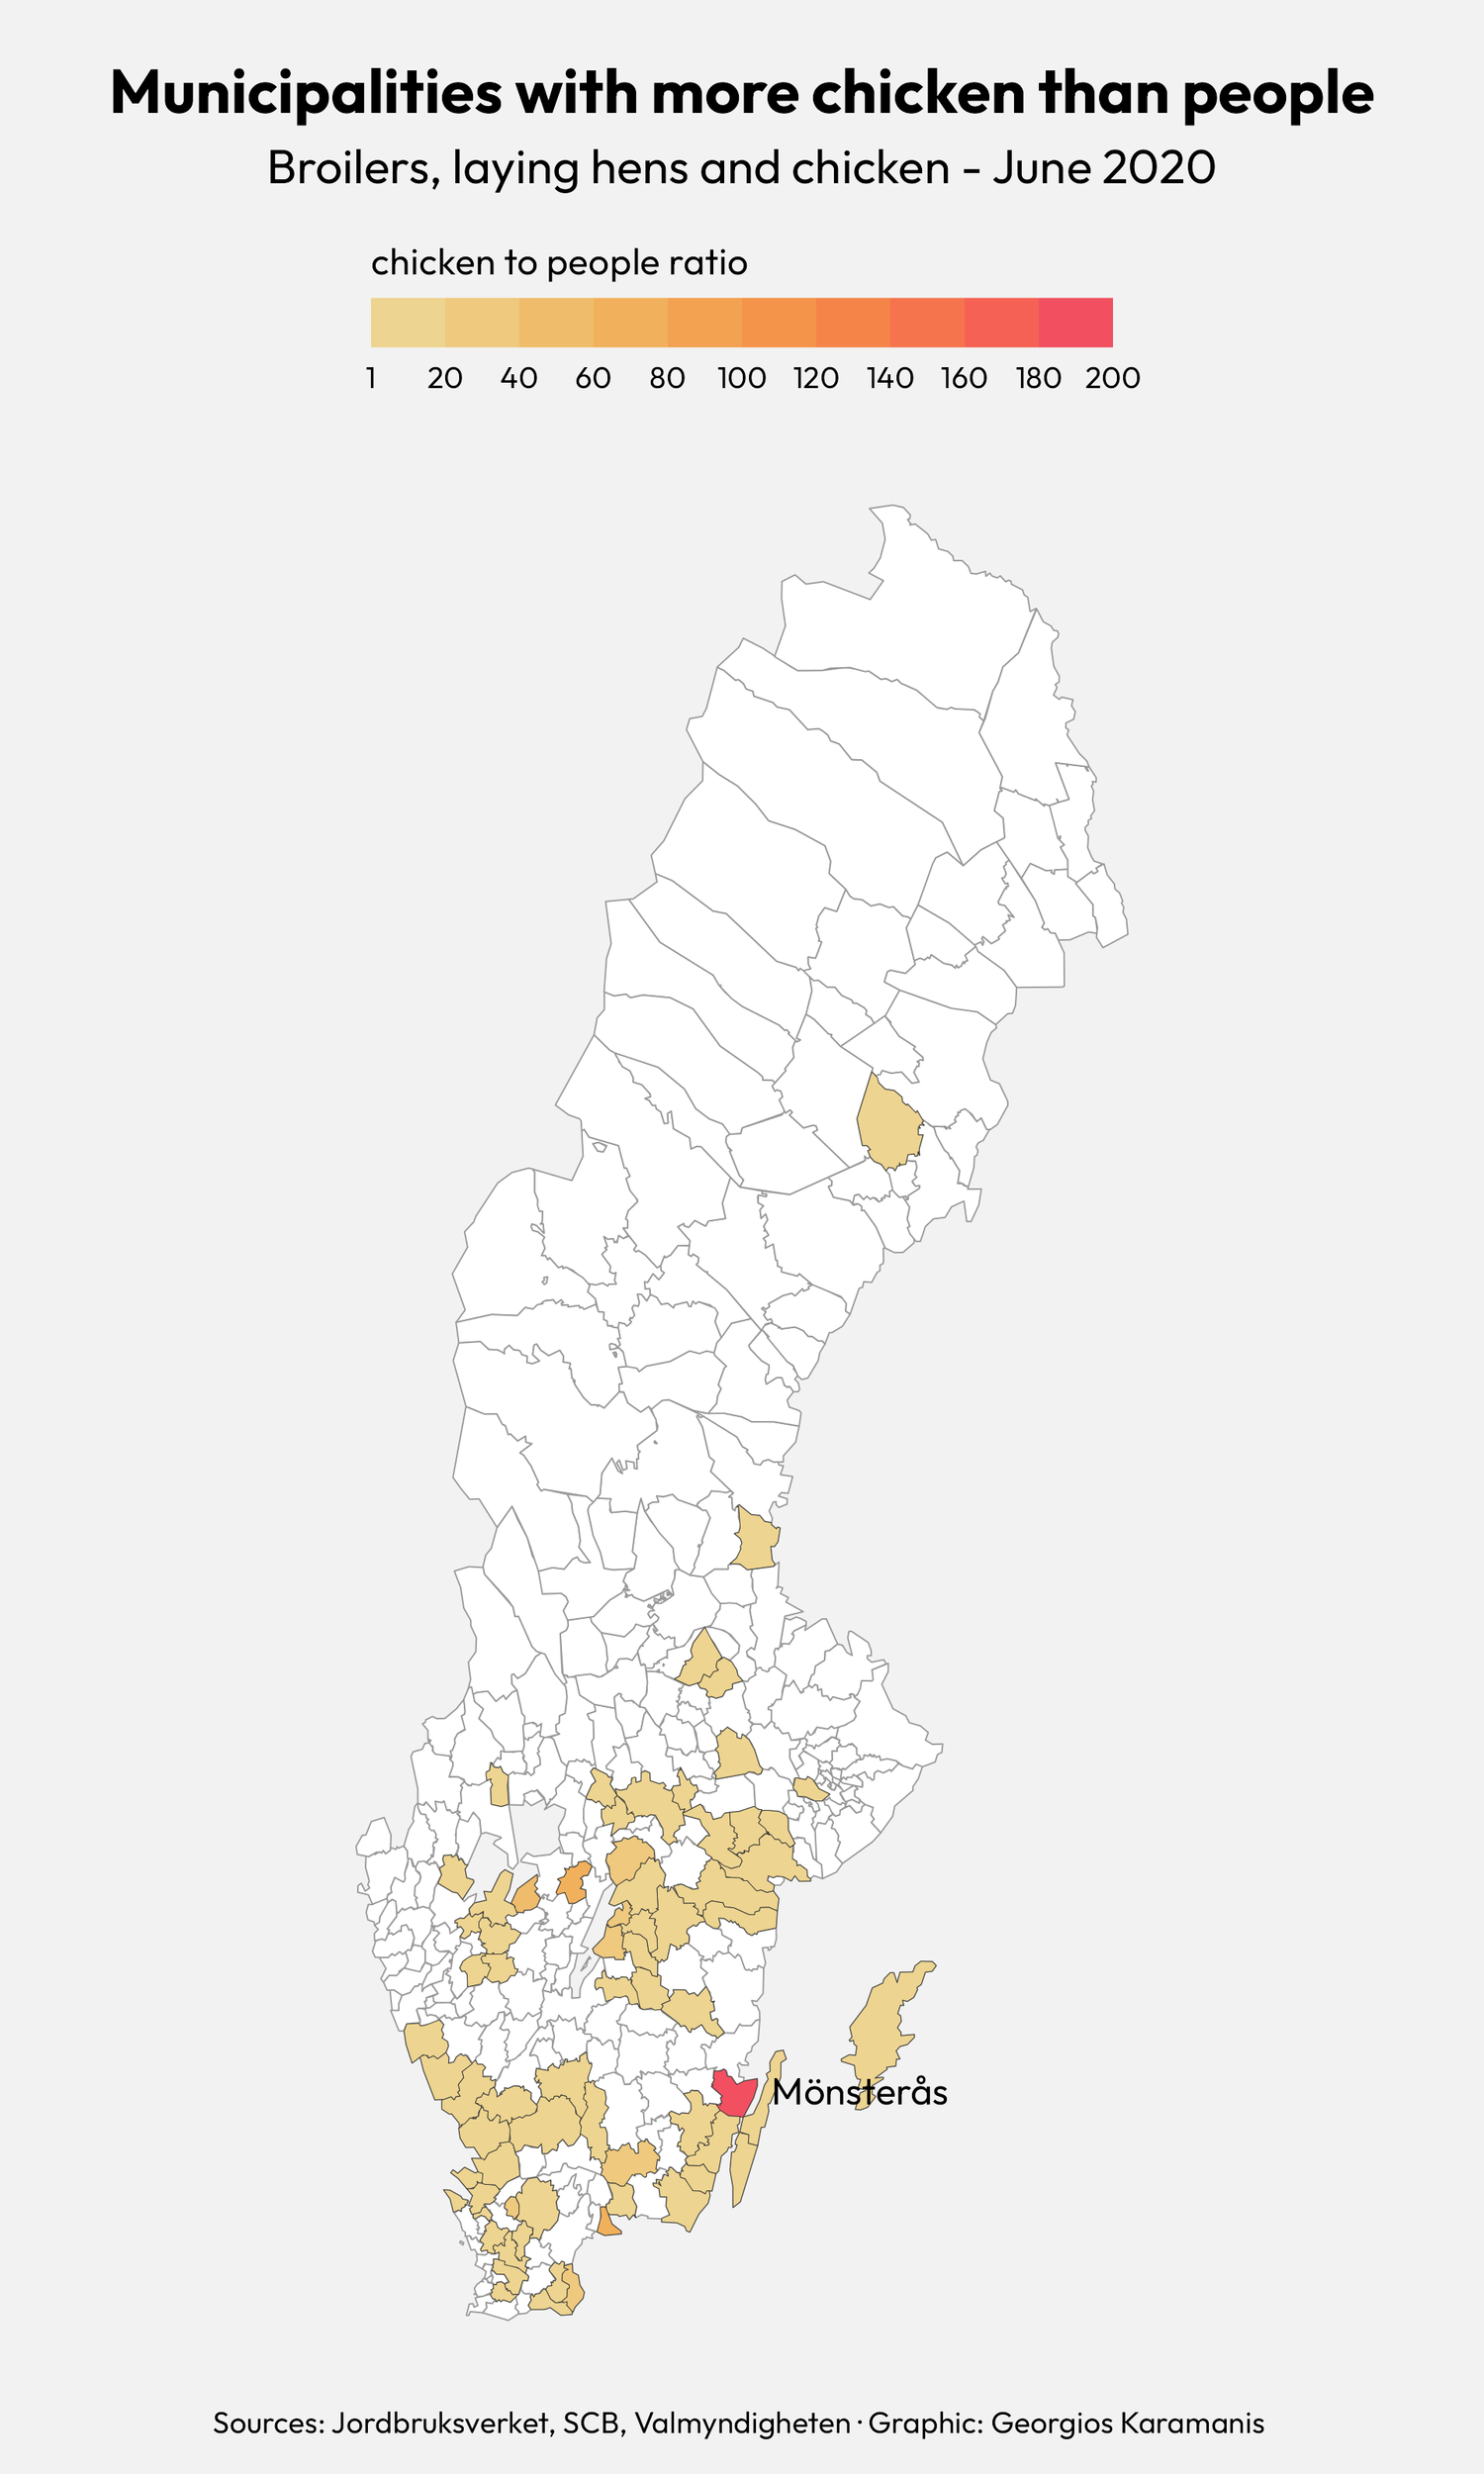 Municipalities with more chicken than people
Broilers, laying hens and chicken - June 2020
chicken to people ratio
1 20 40 60 80 100 120 140 160 180 200
Mönsterås
Sources: Jordbruksverket, SCB, Valmyndigheten · Graphic: Georgios Karamanis